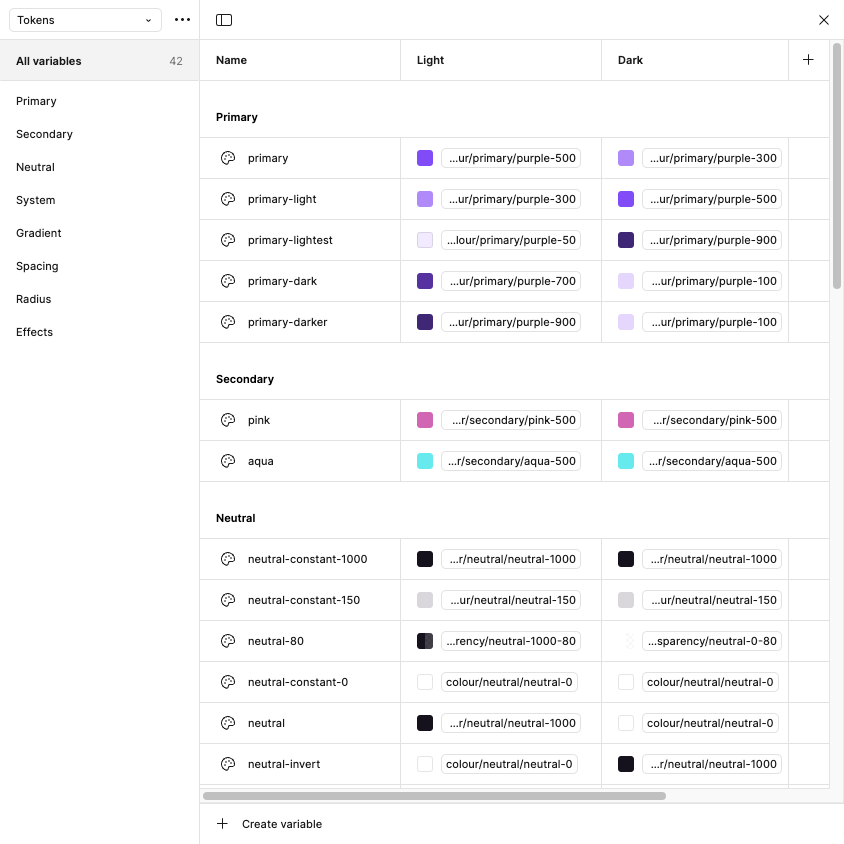 Tokens
All variables 42
Primary
Secondary
Neutral
System
Gradient
Spacing
Radius
Effects
Name Light Dark
Primary
primary ...ur/primary/purple-500 ...ur/primary/purple-300
primary-light ...ur/primary/purple-300 ...ur/primary/purple-500
primary-lightest ...lour/primary/purple-50 ...ur/primary/purple-900
primary-dark ...ur/primary/purple-700 ...ur/primary/purple-100
primary-darker ...ur/primary/purple-900 ...ur/primary/purple-100
Secondary
pink ...r/secondary/pink-500 ...r/secondary/pink-500
aqua ...r/secondary/aqua-500 ...r/secondary/aqua-500
Neutral
neutral-constant-1000 ...r/neutral/neutral-1000 ...r/neutral/neutral-1000
neutral-constant-150 ...ur/neutral/neutral-150 ...ur/neutral/neutral-150
neutral-80 ...rency/neutral-1000-80 ...sparency/neutral-0-80
neutral-constant-0 colour/neutral/neutral-0 colour/neutral/neutral-0
neutral ...r/neutral/neutral-1000 colour/neutral/neutral-0
neutral-invert colour/neutral/neutral-0 ...r/neutral/neutral-1000
Create variable